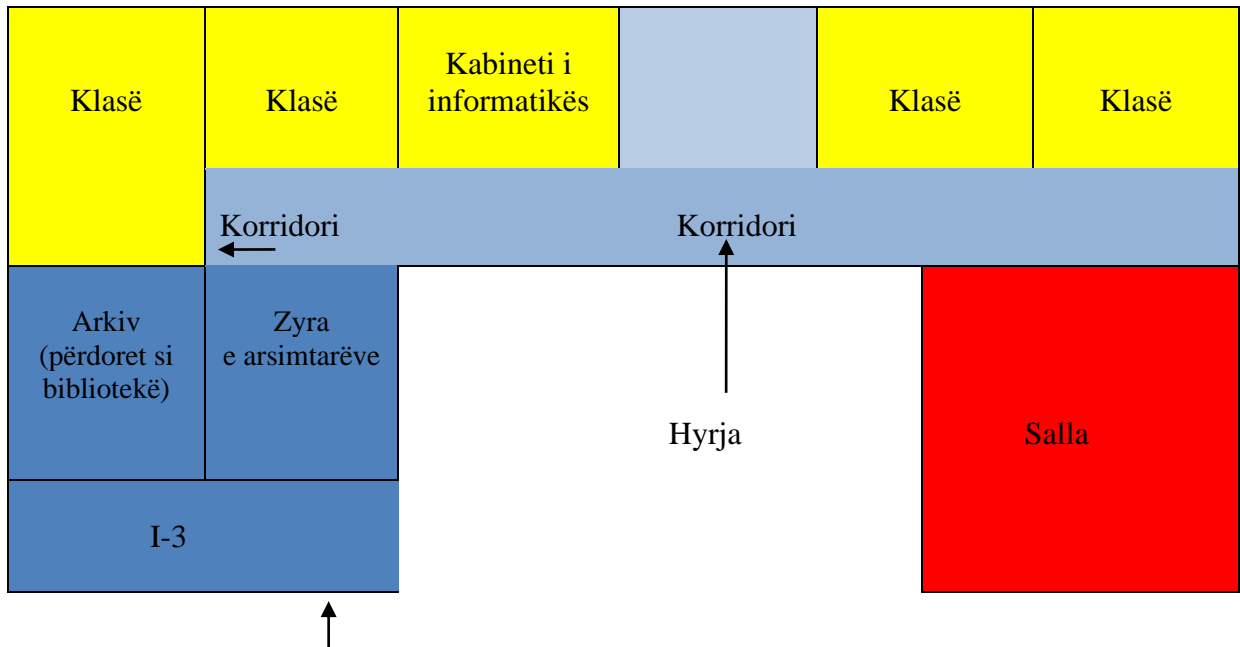 Klasë
Klasë
Kabineti i
informatikës
Klasë
Klasë
Korridori
Korridori
Arkiv
(përdoret si
bibliotekë)
Zyra
e arsimtarëve
Hyrja
Salla
I-3